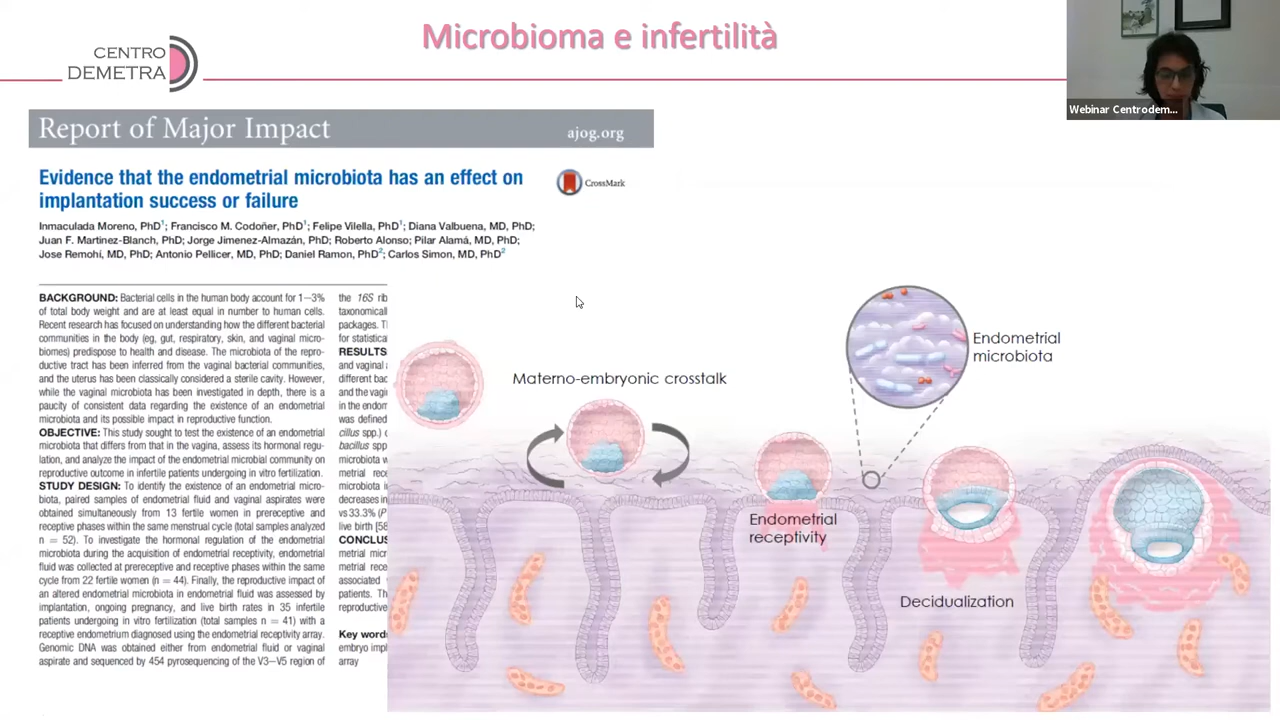 Microbioma e infertilità
CENTRO
DEMETRA
Webinar Centrodem...
Report of Major Impact
ajog.org
Evidence that the endometrial microbiota has an effect on
implantation success or failure
CrossMark
Inmaculada Moreno, PhD¹; Francisco M. Codoñer, PhD¹; Felipe Vilella, PhD¹; Diana Valbuena, MD, PhD;
Juan F. Martinez-Blanch, PhD; Jorge Jimenez-Almazán, PhD; Roberto Alonso; Pilar Alamá, MD, PhD;
Jose Remohí, MD, PhD; Antonio Pellicer, MD, PhD; Daniel Ramon, PhD²; Carlos Simon, MD, PhD²
BACKGROUND: Bacterial cells in the human body account for 1–3%
of total body weight and are at least equal in number to human cells.
Recent research has focused on understanding how the different bacterial
communities in the body (eg, gut, respiratory, skin, and vaginal micro-
biomes) predispose to health and disease. The microbiota of the repro-
ductive tract has been inferred from the vaginal bacterial communities,
and the uterus has been classically considered a sterile cavity. However,
while the vaginal microbiota has been investigated in depth, there is a
paucity of consistent data regarding the existence of an endometrial
microbiota and its possible impact in reproductive function.
OBJECTIVE: This study sought to test the existence of an endometrial
microbiota that differs from that in the vagina, assess its hormonal regu-
lation, and analyze the impact of the endometrial microbial community on
reproductive outcome in infertile patients undergoing in vitro fertilization.
STUDY DESIGN: To identify the existence of an endometrial micro-
biota, paired samples of endometrial fluid and vaginal aspirates were
obtained simultaneously from 13 fertile women in prereceptive and
receptive phases within the same menstrual cycle (total samples analyzed
n = 52). To investigate the hormonal regulation of the endometrial
microbiota during the acquisition of endometrial receptivity, endometrial
fluid was collected at prereceptive and receptive phases within the same
cycle from 22 fertile women (n = 44). Finally, the reproductive impact of
an altered endometrial microbiota in endometrial fluid was assessed by
implantation, ongoing pregnancy, and live birth rates in 35 infertile
patients undergoing in vitro fertilization (total samples n = 41) with a
receptive endometrium diagnosed using the endometrial receptivity array.
Genomic DNA was obtained either from endometrial fluid or vaginal
aspirate and sequenced by 454 pyrosequencing of the V3–V5 region of
the 16S rib
taxonomicall
packages. T
for statistica
RESULTS
and vaginal
different bac
and the vagi
in the endom
was defined
cillus spp.) c
bacillus spp
microbiota w
metrial rece
microbiota i
decreases in
vs 33.3% (P
live birth [58
CONCLUS
metrial micr
metrial rece
associated
patients. Th
reproductive
Key word
embryo impl
array
Materno-embryonic crosstalk
Endometrial
microbiota
Endometrial
receptivity
Decidualization